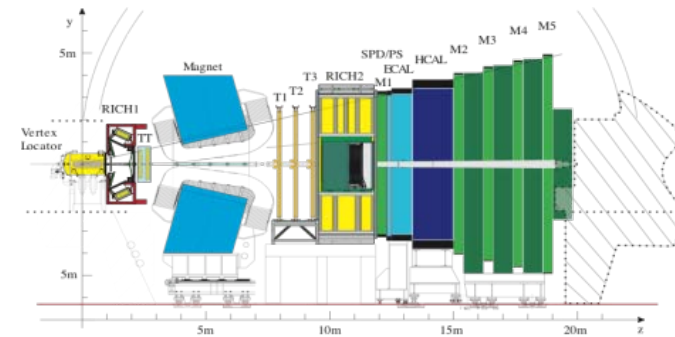 y
5m
Vertex
Locator
RICH1
TT
Magnet
T1
T2
T3
RICH2
SPD/PS
M1
ECAL
HCAL
M2
M3
M4
M5
5m
5m
10m
15m
20m
z